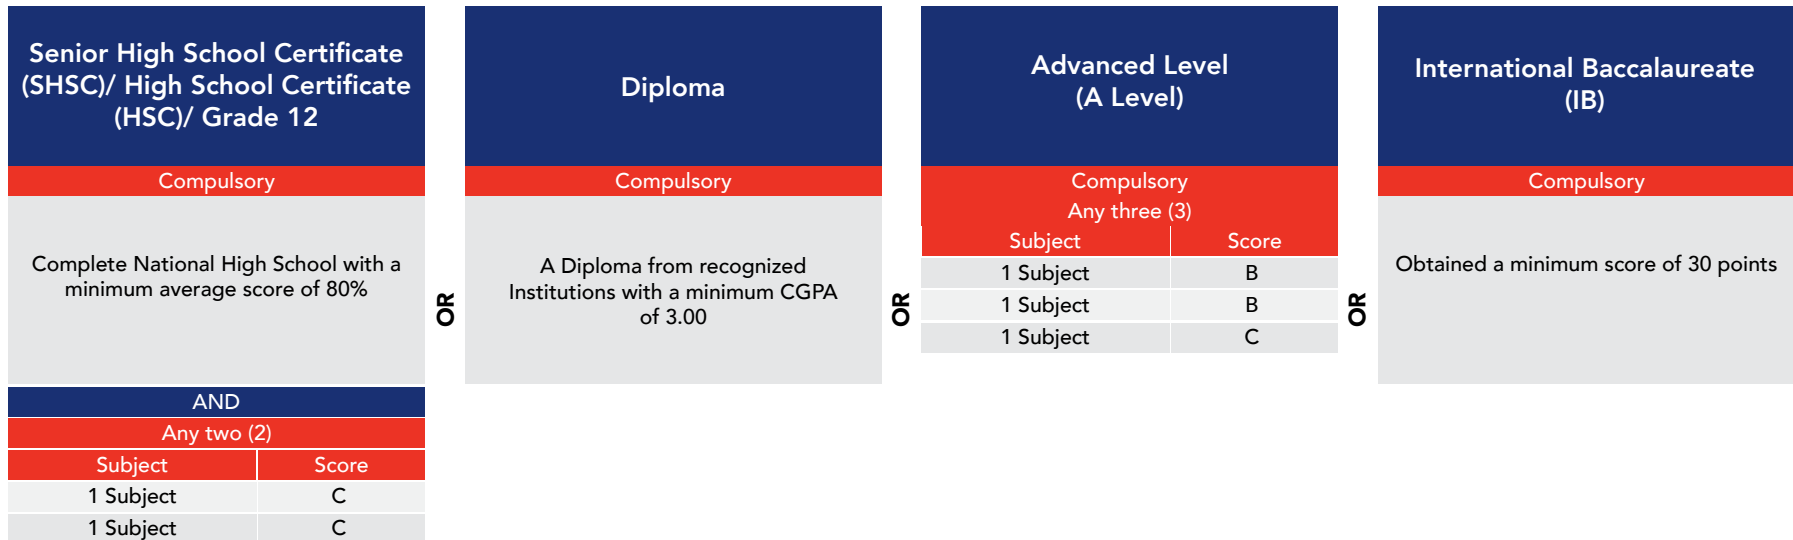 Senior High School Certificate
(SHSC)/ High School Certificate
(HSC)/ Grade 12
Compulsory
Complete National High School with a
minimum average score of 80%
AND
Any two (2)
Subject Score
1 Subject C
1 Subject C
OR
Diploma
Compulsory
A Diploma from recognized
Institutions with a minimum CGPA
of 3.00
OR
Advanced Level
(A Level)
Compulsory
Any three (3)
Subject Score
1 Subject B
1 Subject B
1 Subject C
OR
International Baccalaureate
(IB)
Compulsory
Obtained a minimum score of 30 points